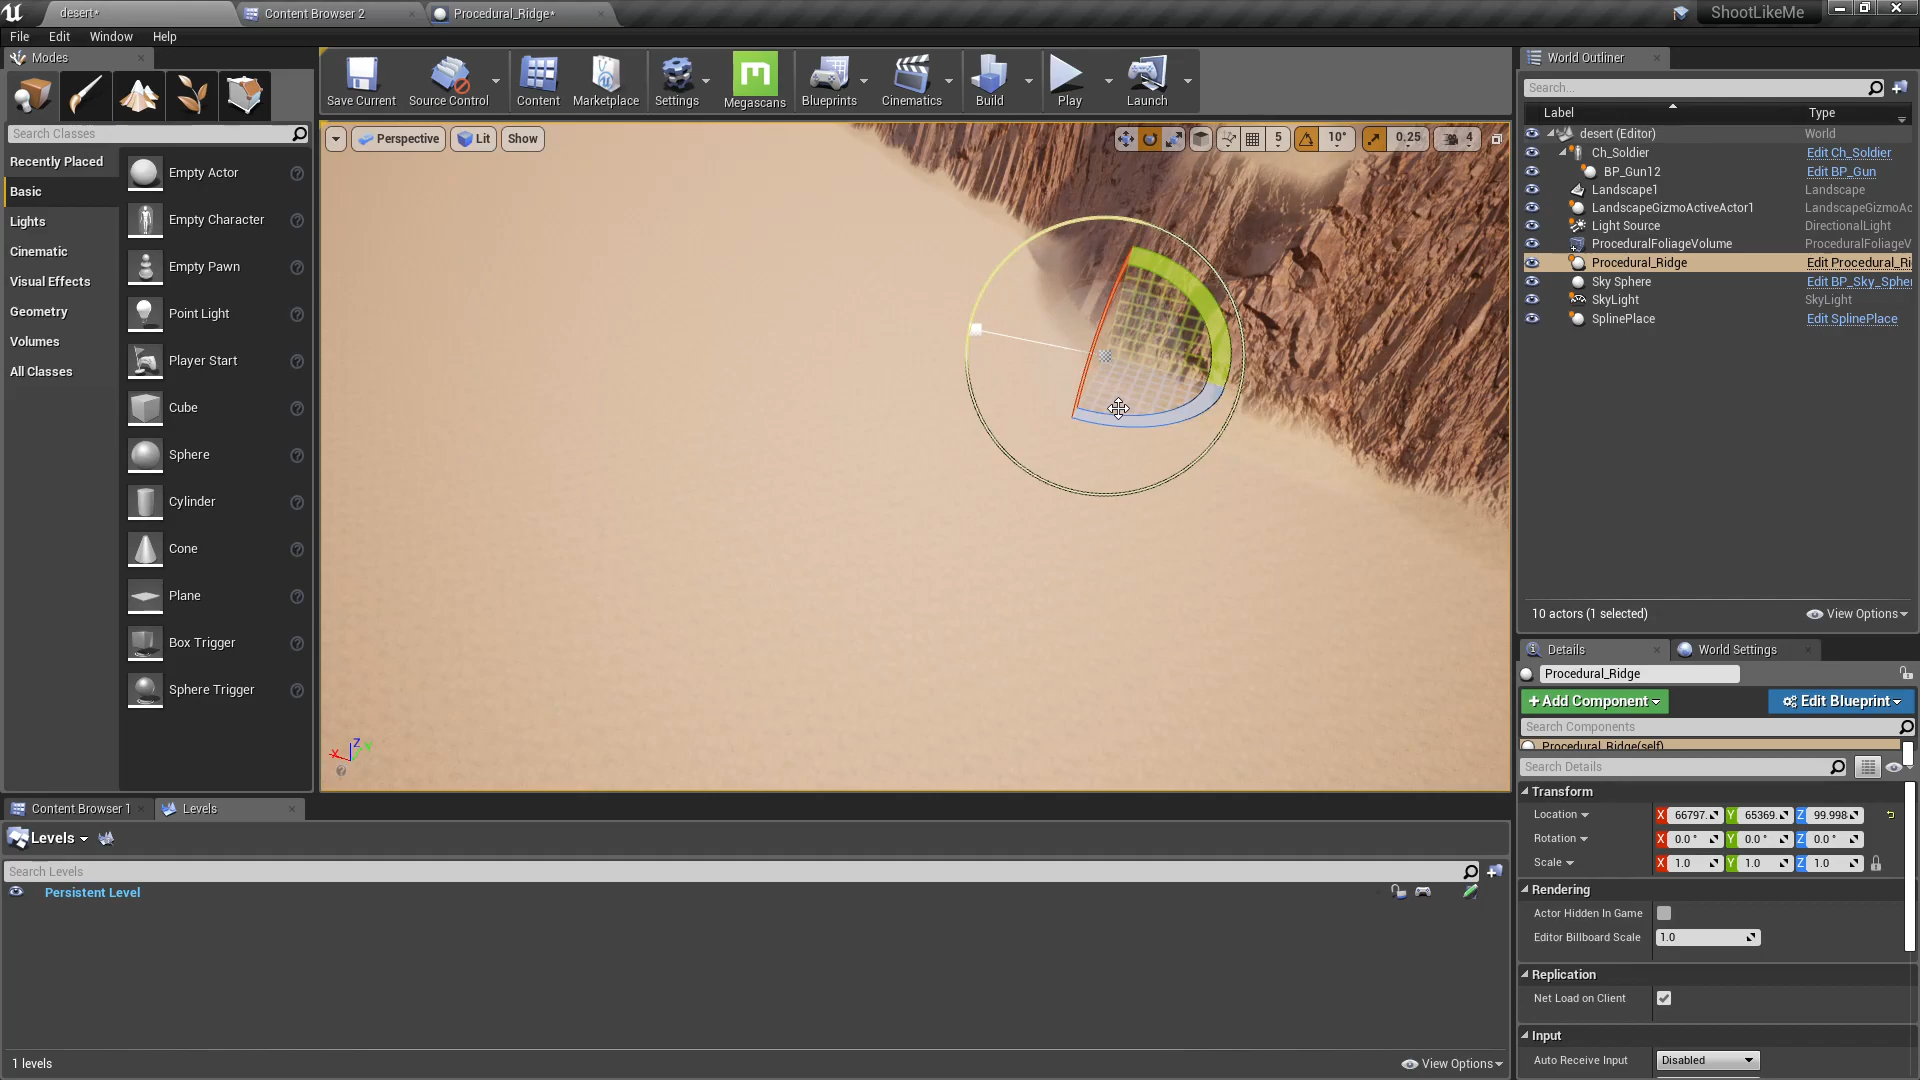 desert*
Content Browser 2
Procedural_Ridge*
ShootLikeMe
File
Edit
Window
Help
Modes
Search Classes
Recently Placed
Basic
Lights
Cinematic
Visual Effects
Geometry
Volumes
All Classes
Empty Actor
Empty Character
Empty Pawn
Point Light
Player Start
Cube
Sphere
Cylinder
Cone
Plane
Box Trigger
Sphere Trigger
Save Current
Source Control
Content
Marketplace
Settings
Megascans
Blueprints
Cinematics
Build
Play
Launch
Perspective
Lit
Show
5
10°
0.25
4
X
Z
Y
World Outliner
Search...
Label
Type
desert (Editor)
World
Ch_Soldier
Edit Ch_Soldier
BP_Gun12
Edit BP_Gun
Landscape1
Landscape
LandscapeGizmoActiveActor1
LandscapeGizmoAc
Light Source
DirectionalLight
ProceduralFoliageVolume
ProceduralFoliageV
Procedural_Ridge
Edit Procedural_Ri
Sky Sphere
Edit BP_Sky_Spher
SkyLight
SkyLight
SplinePlace
Edit SplinePlace
10 actors (1 selected)
View Options
Details
World Settings
Procedural_Ridge
+Add Component
Edit Blueprint
Search Components
Procedural_Ridge(self)
Search Details
Transform
Location
X 66797.
Y 65369.
Z 99.998
Rotation
X 0.0 °
Y 0.0 °
Z 0.0 °
Scale
X 1.0
Y 1.0
Z 1.0
Rendering
Actor Hidden In Game
Editor Billboard Scale
1.0
Replication
Net Load on Client
Input
Auto Receive Input
Disabled
Content Browser 1
Levels
Levels
Search Levels
Persistent Level
1 levels
View Options